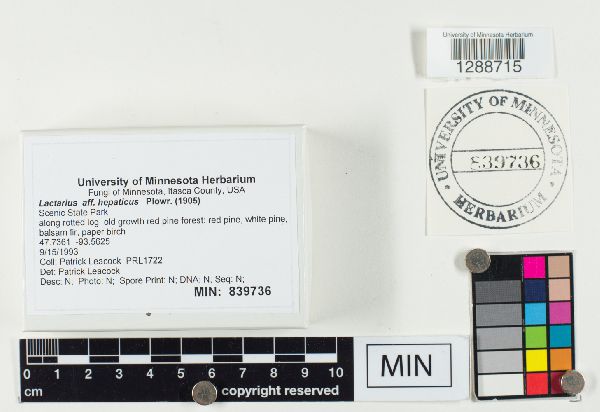 University of Minnesota Herbarium
1288715
UNIVERSITY OF MINNESOTA
839736
HERBARIUM
University of Minnesota Herbarium
Fungi of Minnesota, Itasca County, USA
Lactarius aff. hepaticus Plowr. (1905)
Scenic State Park
along rotted log, old growth red pine forest: red pine, white pine,
balsam fir, paper birch
47.7361 -93.5625
9/15/1993
Coll: Patrick Leacock PRL1722
Det: Patrick Leacock
Desc: N, Photo: N; Spore Print: N; DNA: N, Seq: N;
MIN: 839736
0 1 2 3 4 5 6 7 8 9 10
cm copyright reserved
MIN